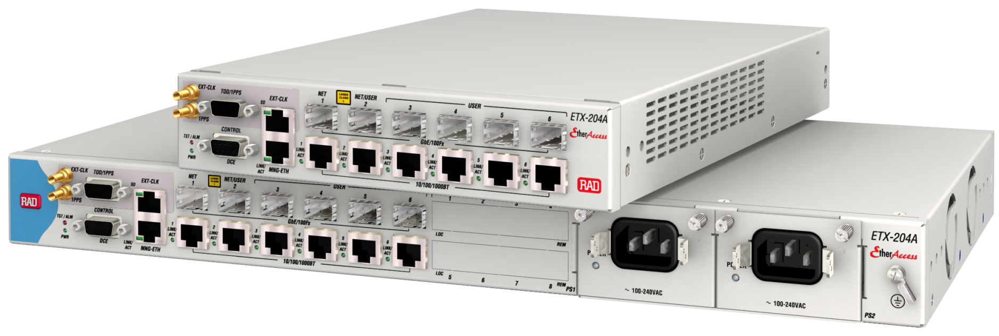 EXT-CLK
TOD/1PPS
1PPS
CONTROL
TST / ALM
PWR
DCE
SD
EXT-CLK
LINK/
ACT
MNG-ETH
NET
1
LASER
CLASS
1
NET/USER
2
USER
3
4
5
6
GbE/100Fx
1
LINK/
ACT
2
LINK/
ACT
3
LINK/
ACT
4
LINK/
ACT
5
LINK/
ACT
6
LINK/
ACT
10/100/1000BT
ETX-204A
EtherAccess
RAD
RAD
EXT-CLK
TOD/1PPS
1PPS
CONTROL
TST / ALM
PWR
DCE
SD
EXT-CLK
LINK/
ACT
MNG-ETH
NET
1
LASER
CLASS
1
NET/USER
2
USER
3
4
5
6
GbE/100Fx
1
LINK/
ACT
2
LINK/
ACT
3
LINK/
ACT
4
LINK/
ACT
5
LINK/
ACT
6
LINK/
ACT
10/100/1000BT
1 2 3 4
LOC
REM
LOC
5 6 7 8
REM
PS1
~ 100-240VAC
~ 100-240VAC
PS2
ETX-204A
EtherAccess